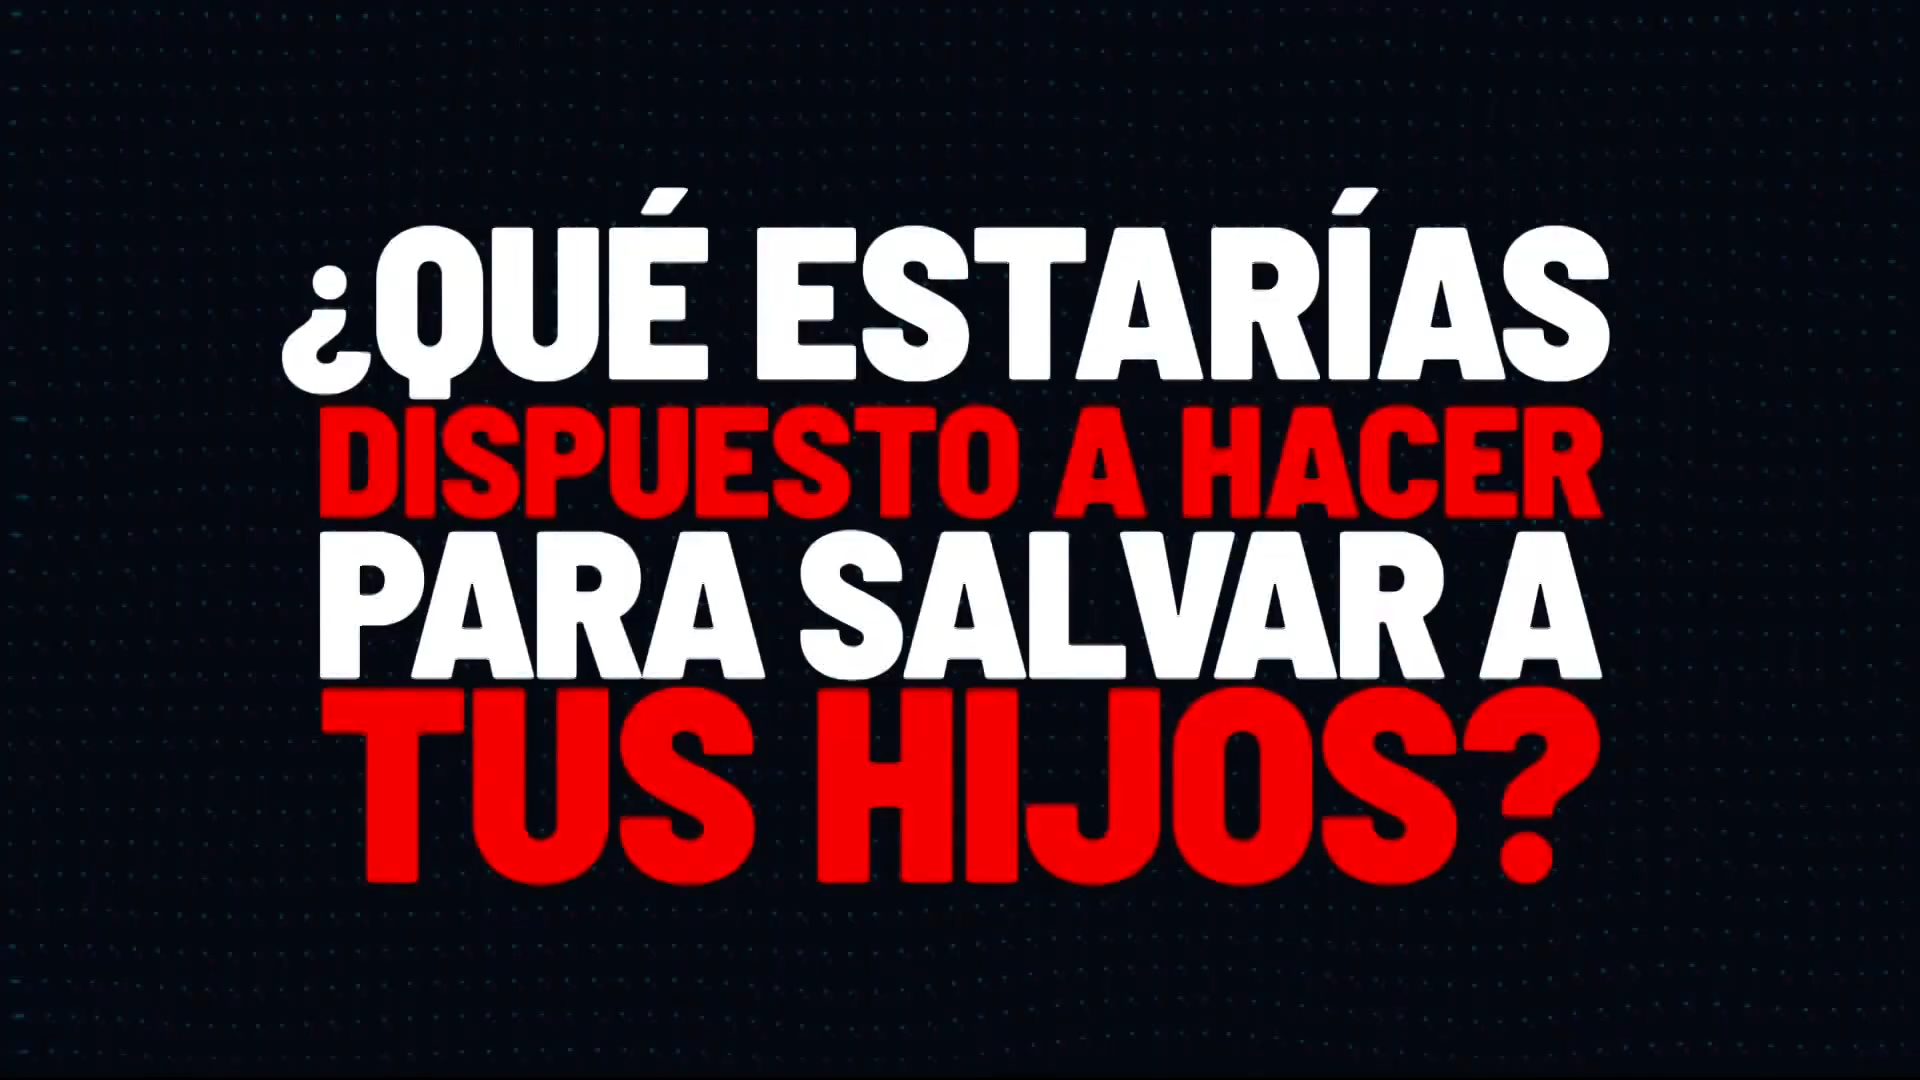 ¿QUÉ ESTARÍAS
DISPUESTO A HACER
PARA SALVAR A
TUS HIJOS?